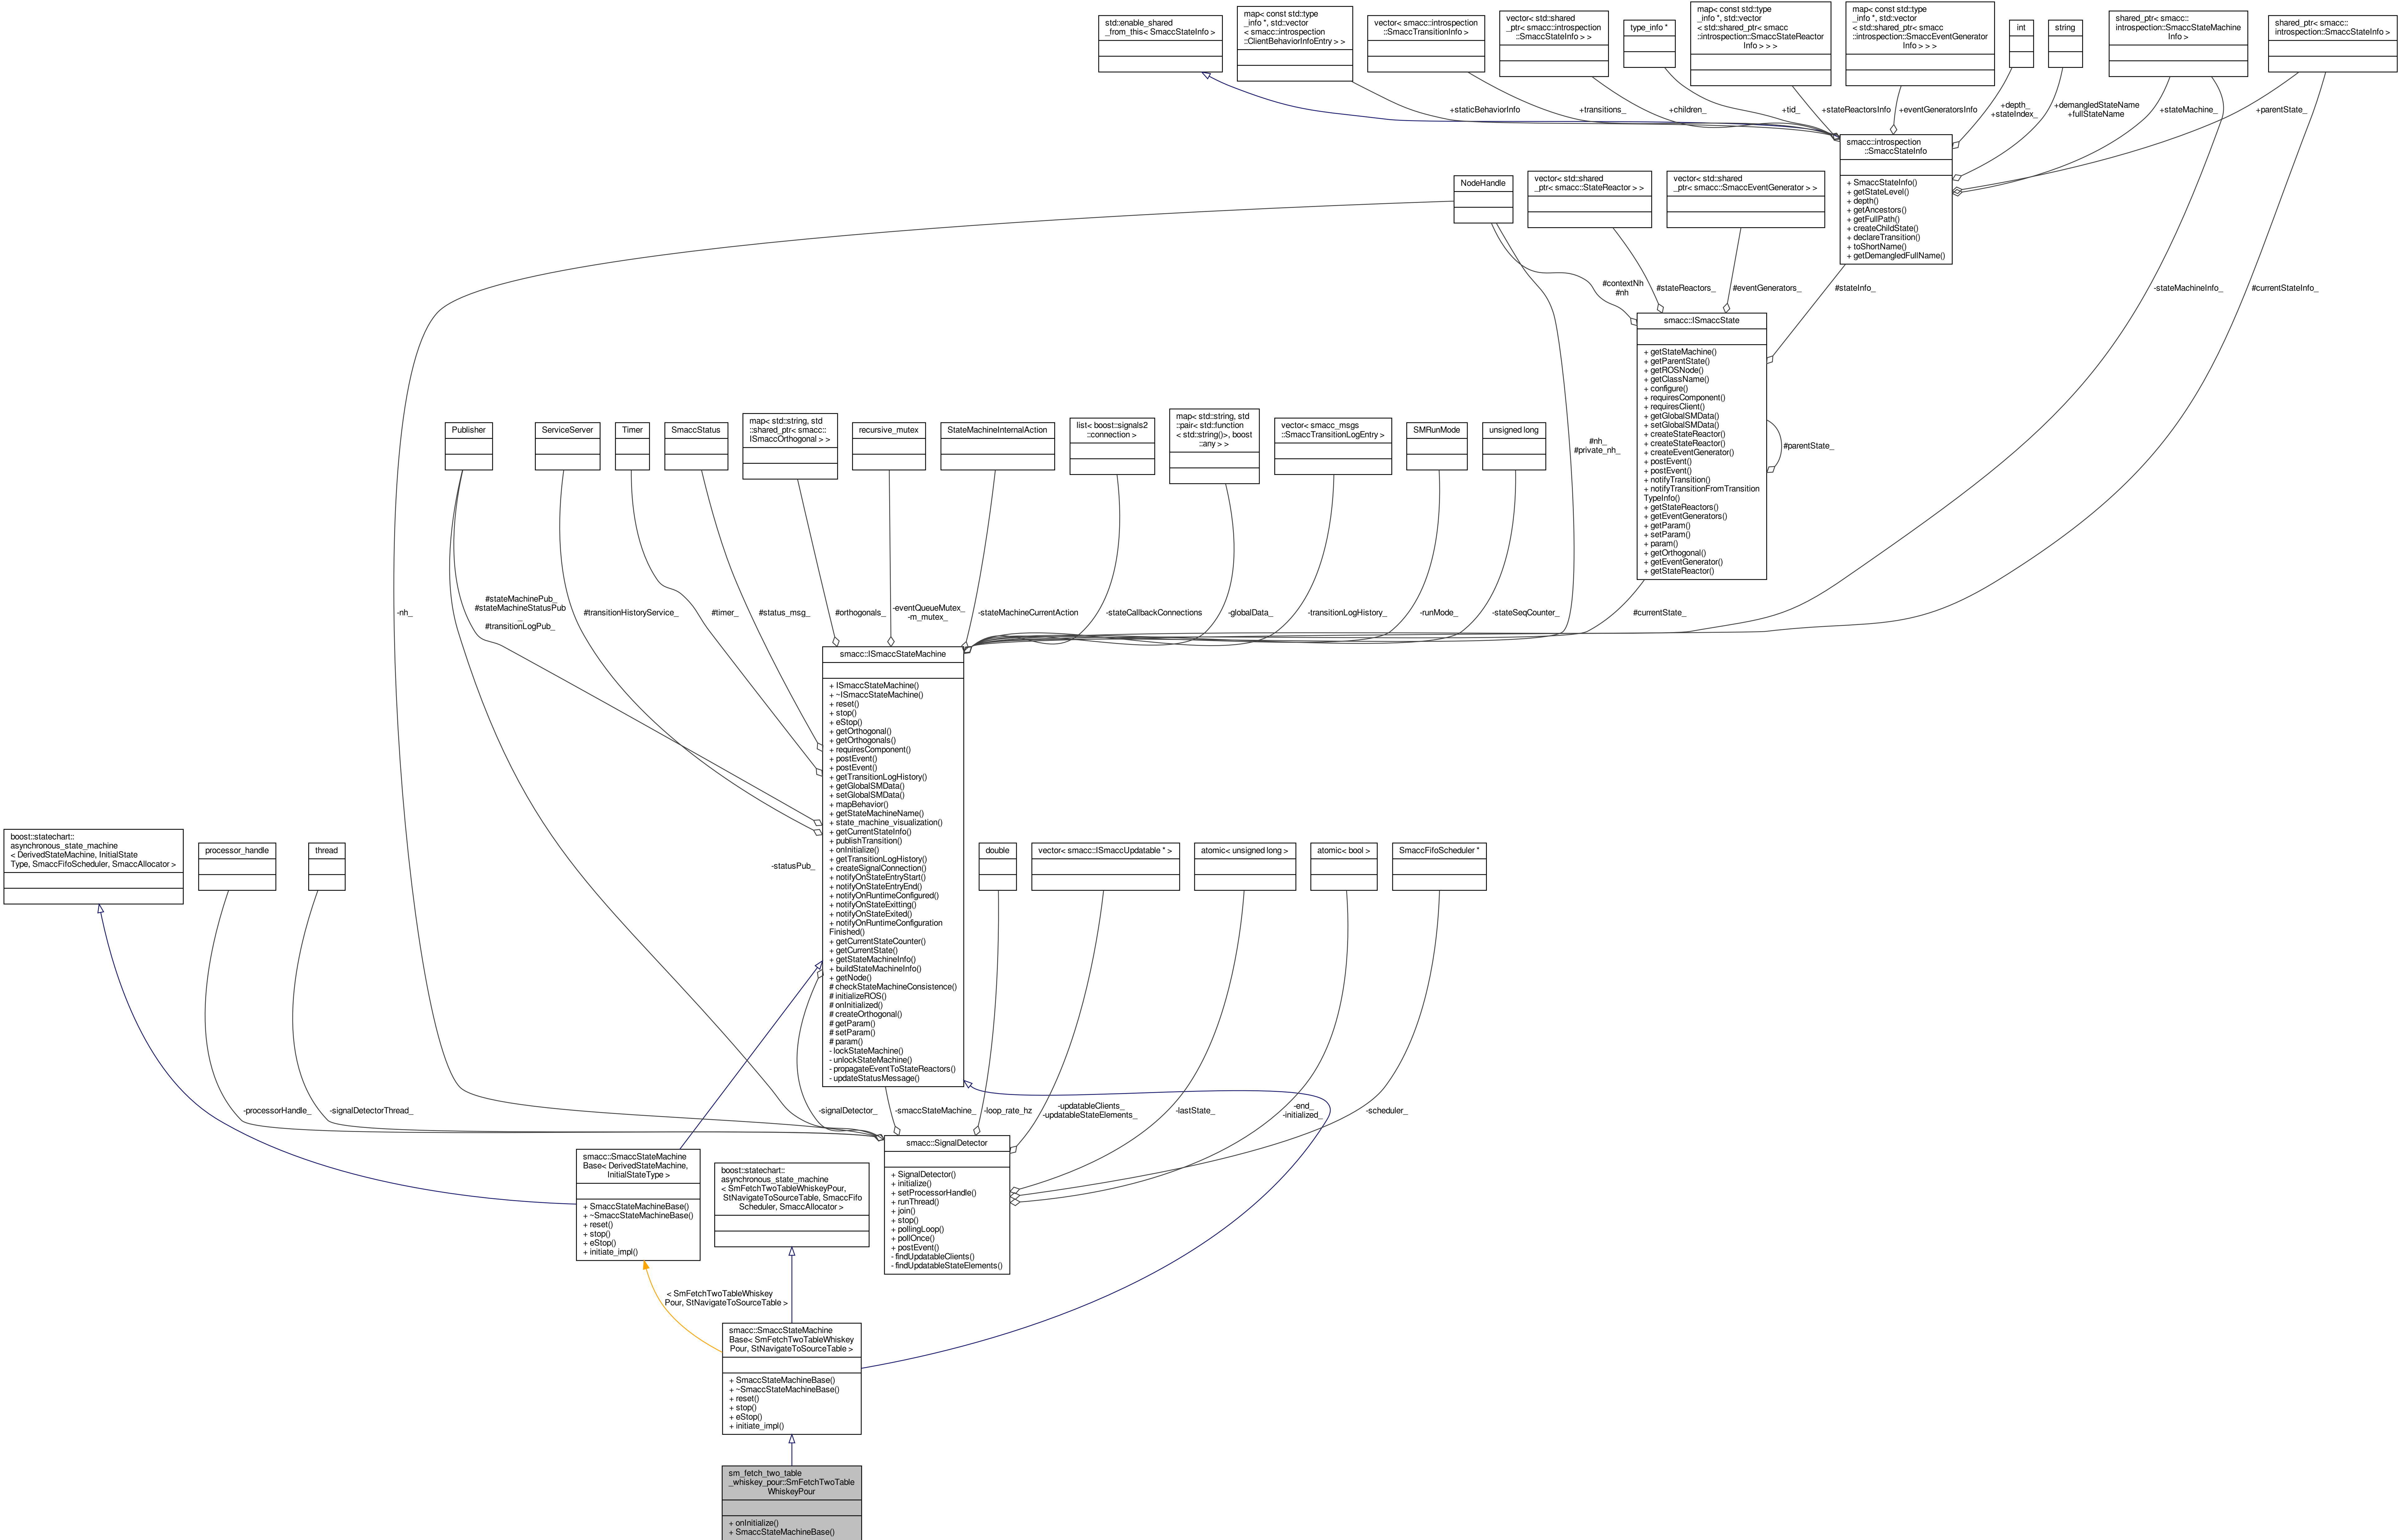 std::enable_shared
_from_this< SmaccStateInfo >
map< const std::type
_info *, std::vector
< smacc::introspection
::ClientBehaviorInfoEntry > >
vector< smacc::introspection
::SmaccTransitionInfo >
vector< std::shared
_ptr< smacc::introspection
::SmaccStateInfo > >
type_info *
map< const std::type
_info *, std::vector
< std::shared_ptr< smacc
::introspection::SmaccStateReactor
Info > > >
map< const std::type
_info *, std::vector
< std::shared_ptr< smacc
::introspection::SmaccEventGenerator
Info > > >
int
string
shared_ptr< smacc::
introspection::SmaccStateMachine
Info >
shared_ptr< smacc::
introspection::SmaccStateInfo >
+staticBehaviorInfo
+transitions_
+children_
+tid_
+stateReactorsInfo
+eventGeneratorsInfo
+depth_
+stateIndex_
+demangledStateName
+fullStateName
+stateMachine_
+parentState_
smacc::introspection
::SmaccStateInfo
+ SmaccStateInfo()
+ getStateLevel()
+ depth()
+ getAncestors()
+ getFullPath()
+ createChildState()
+ declareTransition()
+ toShortName()
+ getDemangledFullName()
NodeHandle
vector< std::shared
_ptr< smacc::StateReactor > >
vector< std::shared
_ptr< smacc::SmaccEventGenerator > >
#contextNh
#nh
#stateReactors_
#eventGenerators_
#stateInfo_
-stateMachineInfo_
#currentStateInfo_
smacc::ISmaccState
+ getStateMachine()
+ getParentState()
+ getROSNode()
+ getClassName()
+ configure()
+ requiresComponent()
+ requiresClient()
+ getGlobalSMData()
+ setGlobalSMData()
+ createStateReactor()
+ createStateReactor()
+ createEventGenerator()
+ postEvent()
+ postEvent()
+ notifyTransition()
+ notifyTransitionFromTransition
TypeInfo()
+ getStateReactors()
+ getEventGenerators()
+ getParam()
+ setParam()
+ param()
+ getOrthogonal()
+ getEventGenerator()
+ getStateReactor()
#parentState_
Publisher
ServiceServer
Timer
SmaccStatus
map< std::string, std
::shared_ptr< smacc::
ISmaccOrthogonal > >
recursive_mutex
StateMachineInternalAction
list< boost::signals2
::connection >
map< std::string, std
::pair< std::function
< std::string()>, boost
::any > >
vector< smacc_msgs
::SmaccTransitionLogEntry >
SMRunMode
unsigned long
#nh_
#private_nh_
-nh_
#stateMachinePub_
#stateMachineStatusPub
_
#transitionLogPub_
#transitionHistoryService_
#timer_
#status_msg_
#orthogonals_
-eventQueueMutex_
-m_mutex_
-stateMachineCurrentAction
-stateCallbackConnections
-globalData_
-transitionLogHistory_
-runMode_
-stateSeqCounter_
#currentState_
smacc::ISmaccStateMachine
+ ISmaccStateMachine()
+ ~ISmaccStateMachine()
+ reset()
+ stop()
+ eStop()
+ getOrthogonal()
+ getOrthogonals()
+ requiresComponent()
+ postEvent()
+ postEvent()
+ getTransitionLogHistory()
+ getGlobalSMData()
+ setGlobalSMData()
+ mapBehavior()
+ getStateMachineName()
+ state_machine_visualization()
+ getCurrentStateInfo()
+ publishTransition()
+ onInitialize()
+ getTransitionLogHistory()
+ createSignalConnection()
+ notifyOnStateEntryStart()
+ notifyOnStateEntryEnd()
+ notifyOnRuntimeConfigured()
+ notifyOnStateExitting()
+ notifyOnStateExited()
+ notifyOnRuntimeConfiguration
Finished()
+ getCurrentStateCounter()
+ getCurrentState()
+ getStateMachineInfo()
+ buildStateMachineInfo()
+ getNode()
# checkStateMachineConsistence()
# initializeROS()
# onInitialized()
# createOrthogonal()
# getParam()
# setParam()
# param()
- lockStateMachine()
- unlockStateMachine()
- propagateEventToStateReactors()
- updateStatusMessage()
boost::statechart::
asynchronous_state_machine
< DerivedStateMachine, InitialState
Type, SmaccFifoScheduler, SmaccAllocator >
processor_handle
thread
-statusPub_
double
vector< smacc::ISmaccUpdatable * >
atomic< unsigned long >
atomic< bool >
SmaccFifoScheduler *
-processorHandle_
-signalDetectorThread_
-signalDetector_
-smaccStateMachine_
-loop_rate_hz
-updatableClients_
-updatableStateElements_
-lastState_
-end_
-initialized_
-scheduler_
smacc::SmaccStateMachine
Base< DerivedStateMachine,
InitialStateType >
+ SmaccStateMachineBase()
+ ~SmaccStateMachineBase()
+ reset()
+ stop()
+ eStop()
+ initiate_impl()
boost::statechart::
asynchronous_state_machine
< SmFetchTwoTableWhiskeyPour,
StNavigateToSourceTable, SmaccFifo
Scheduler, SmaccAllocator >
smacc::SignalDetector
+ SignalDetector()
+ initialize()
+ setProcessorHandle()
+ runThread()
+ join()
+ stop()
+ pollingLoop()
+ pollOnce()
+ postEvent()
- findUpdatableClients()
- findUpdatableStateElements()
< SmFetchTwoTableWhiskey
Pour, StNavigateToSourceTable >
smacc::SmaccStateMachine
Base< SmFetchTwoTableWhiskey
Pour, StNavigateToSourceTable >
+ SmaccStateMachineBase()
+ ~SmaccStateMachineBase()
+ reset()
+ stop()
+ eStop()
+ initiate_impl()
sm_fetch_two_table
_whiskey_pour::SmFetchTwoTable
WhiskeyPour
+ onInitialize()
+ SmaccStateMachineBase()